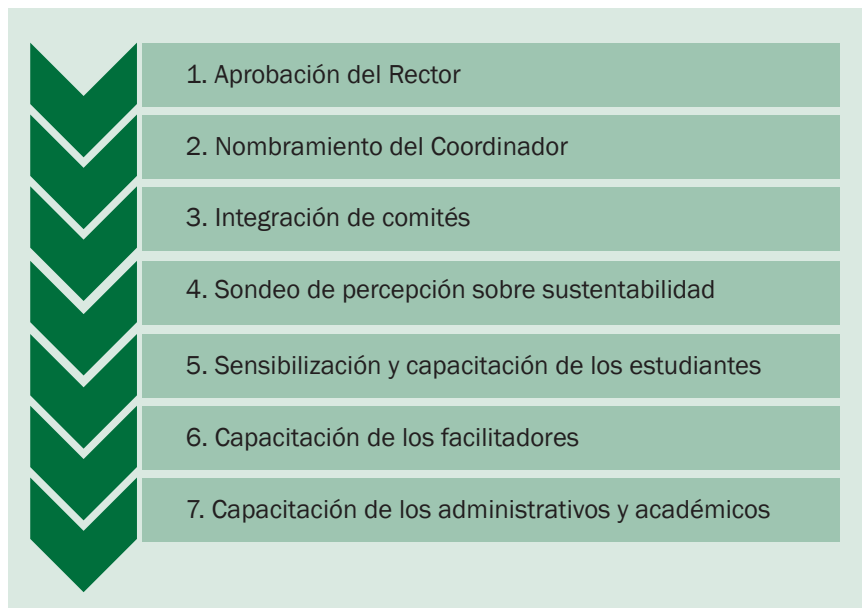 1. Aprobación del Rector
2. Nombramiento del Coordinador
3. Integración de comités
4. Sondeo de percepción sobre sustentabilidad
5. Sensibilización y capacitación de los estudiantes
6. Capacitación de los facilitadores
7. Capacitación de los administrativos y académicos